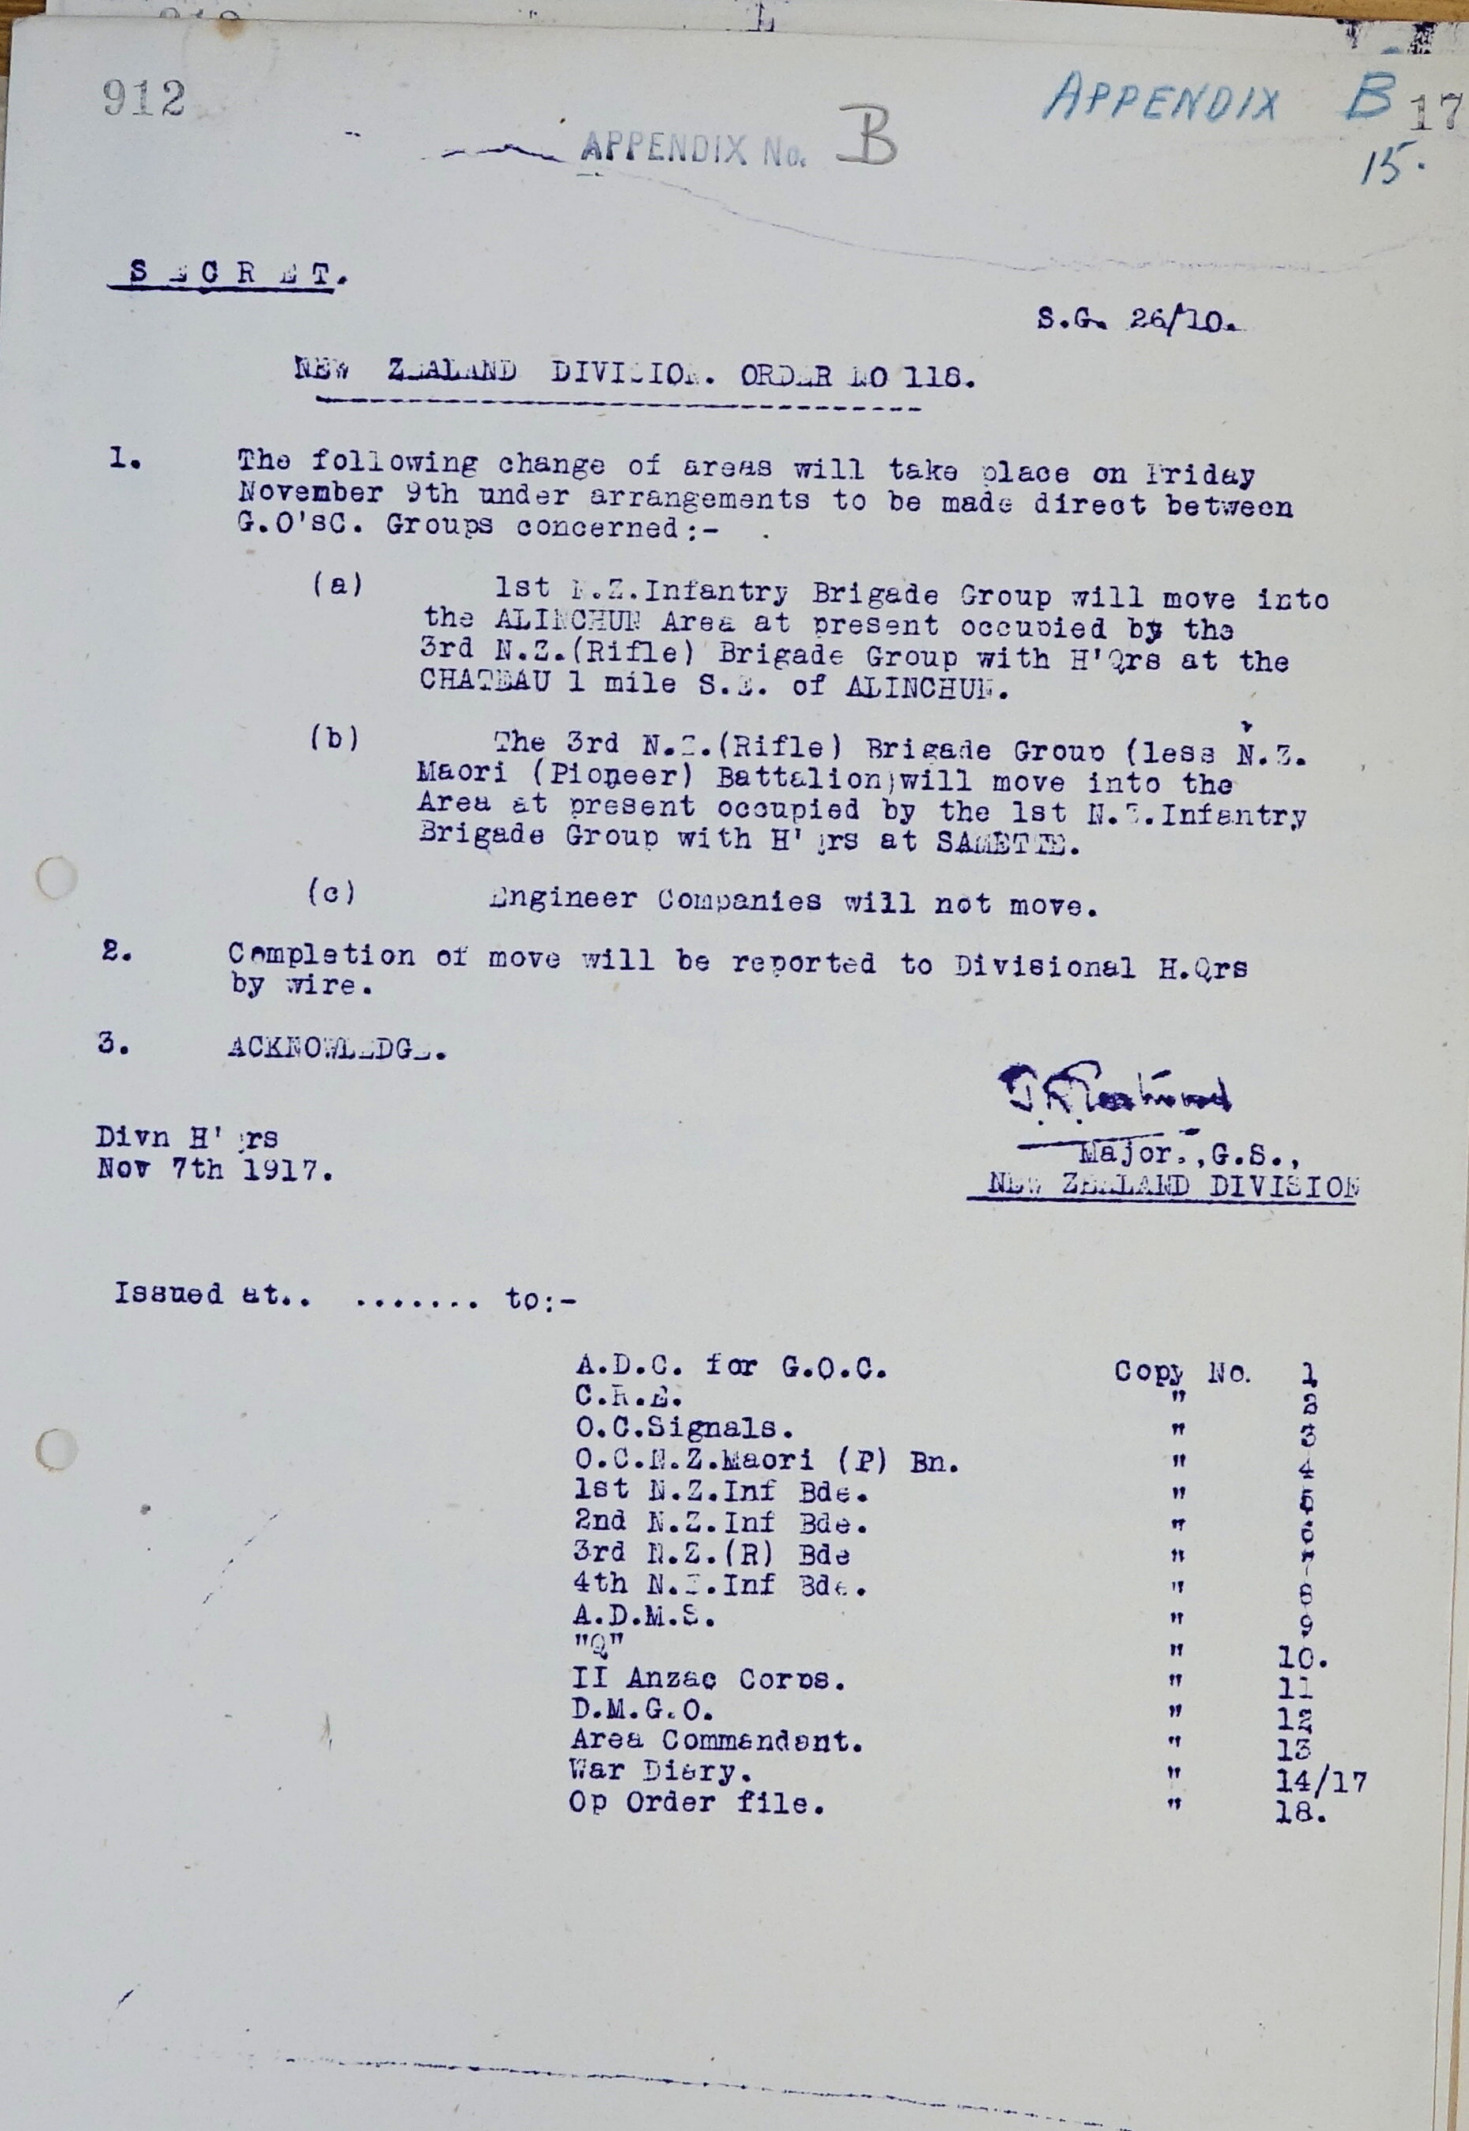 912
APPENDIX B 17
APPENDIX No. B
15.
SECRET.
S.G. 26/10.
NEW ZEALAND DIVISION. ORDER NO 118.
1. The following change of areas will take place on Friday
November 9th under arrangements to be made direct between
G.O'sC. Groups concerned:-
(a) 1st N.Z.Infantry Brigade Group will move into
the ALINCHUN Area at present occupied by the
3rd N.Z.(Rifle) Brigade Group with H'Qrs at the
CHATEAU 1 mile S.E. of ALINCHUN.
(b) The 3rd N.Z.(Rifle) Brigade Group (less N.Z.
Maori (Pioneer) Battalion)will move into the
Area at present occupied by the 1st N.Z.Infantry
Brigade Group with H'Qrs at SAMETTE.
(c) Engineer Companies will not move.
2. Completion of move will be reported to Divisional H.Qrs
by wire.
3. ACKNOWLEDGE.
Divn H'Qrs
Nov 7th 1917.
Major.,G.S.,
NEW ZEALAND DIVISION
Issued at.. ....... to:-
A.D.C. for G.O.C. Copy No. 1
C.R.E. " 2
O.C.Signals. " 3
O.C.N.Z.Maori (P) Bn. " 4
1st N.Z.Inf Bde. " 5
2nd N.Z.Inf Bde. " 6
3rd N.Z.(R) Bde " 7
4th N.Z.Inf Bde. " 8
A.D.M.S. " 9
"Q" " 10.
II Anzac Corps. " 11
D.M.G.O. " 12
Area Commandant. " 13
War Diary. " 14/17
Op Order file. " 18.